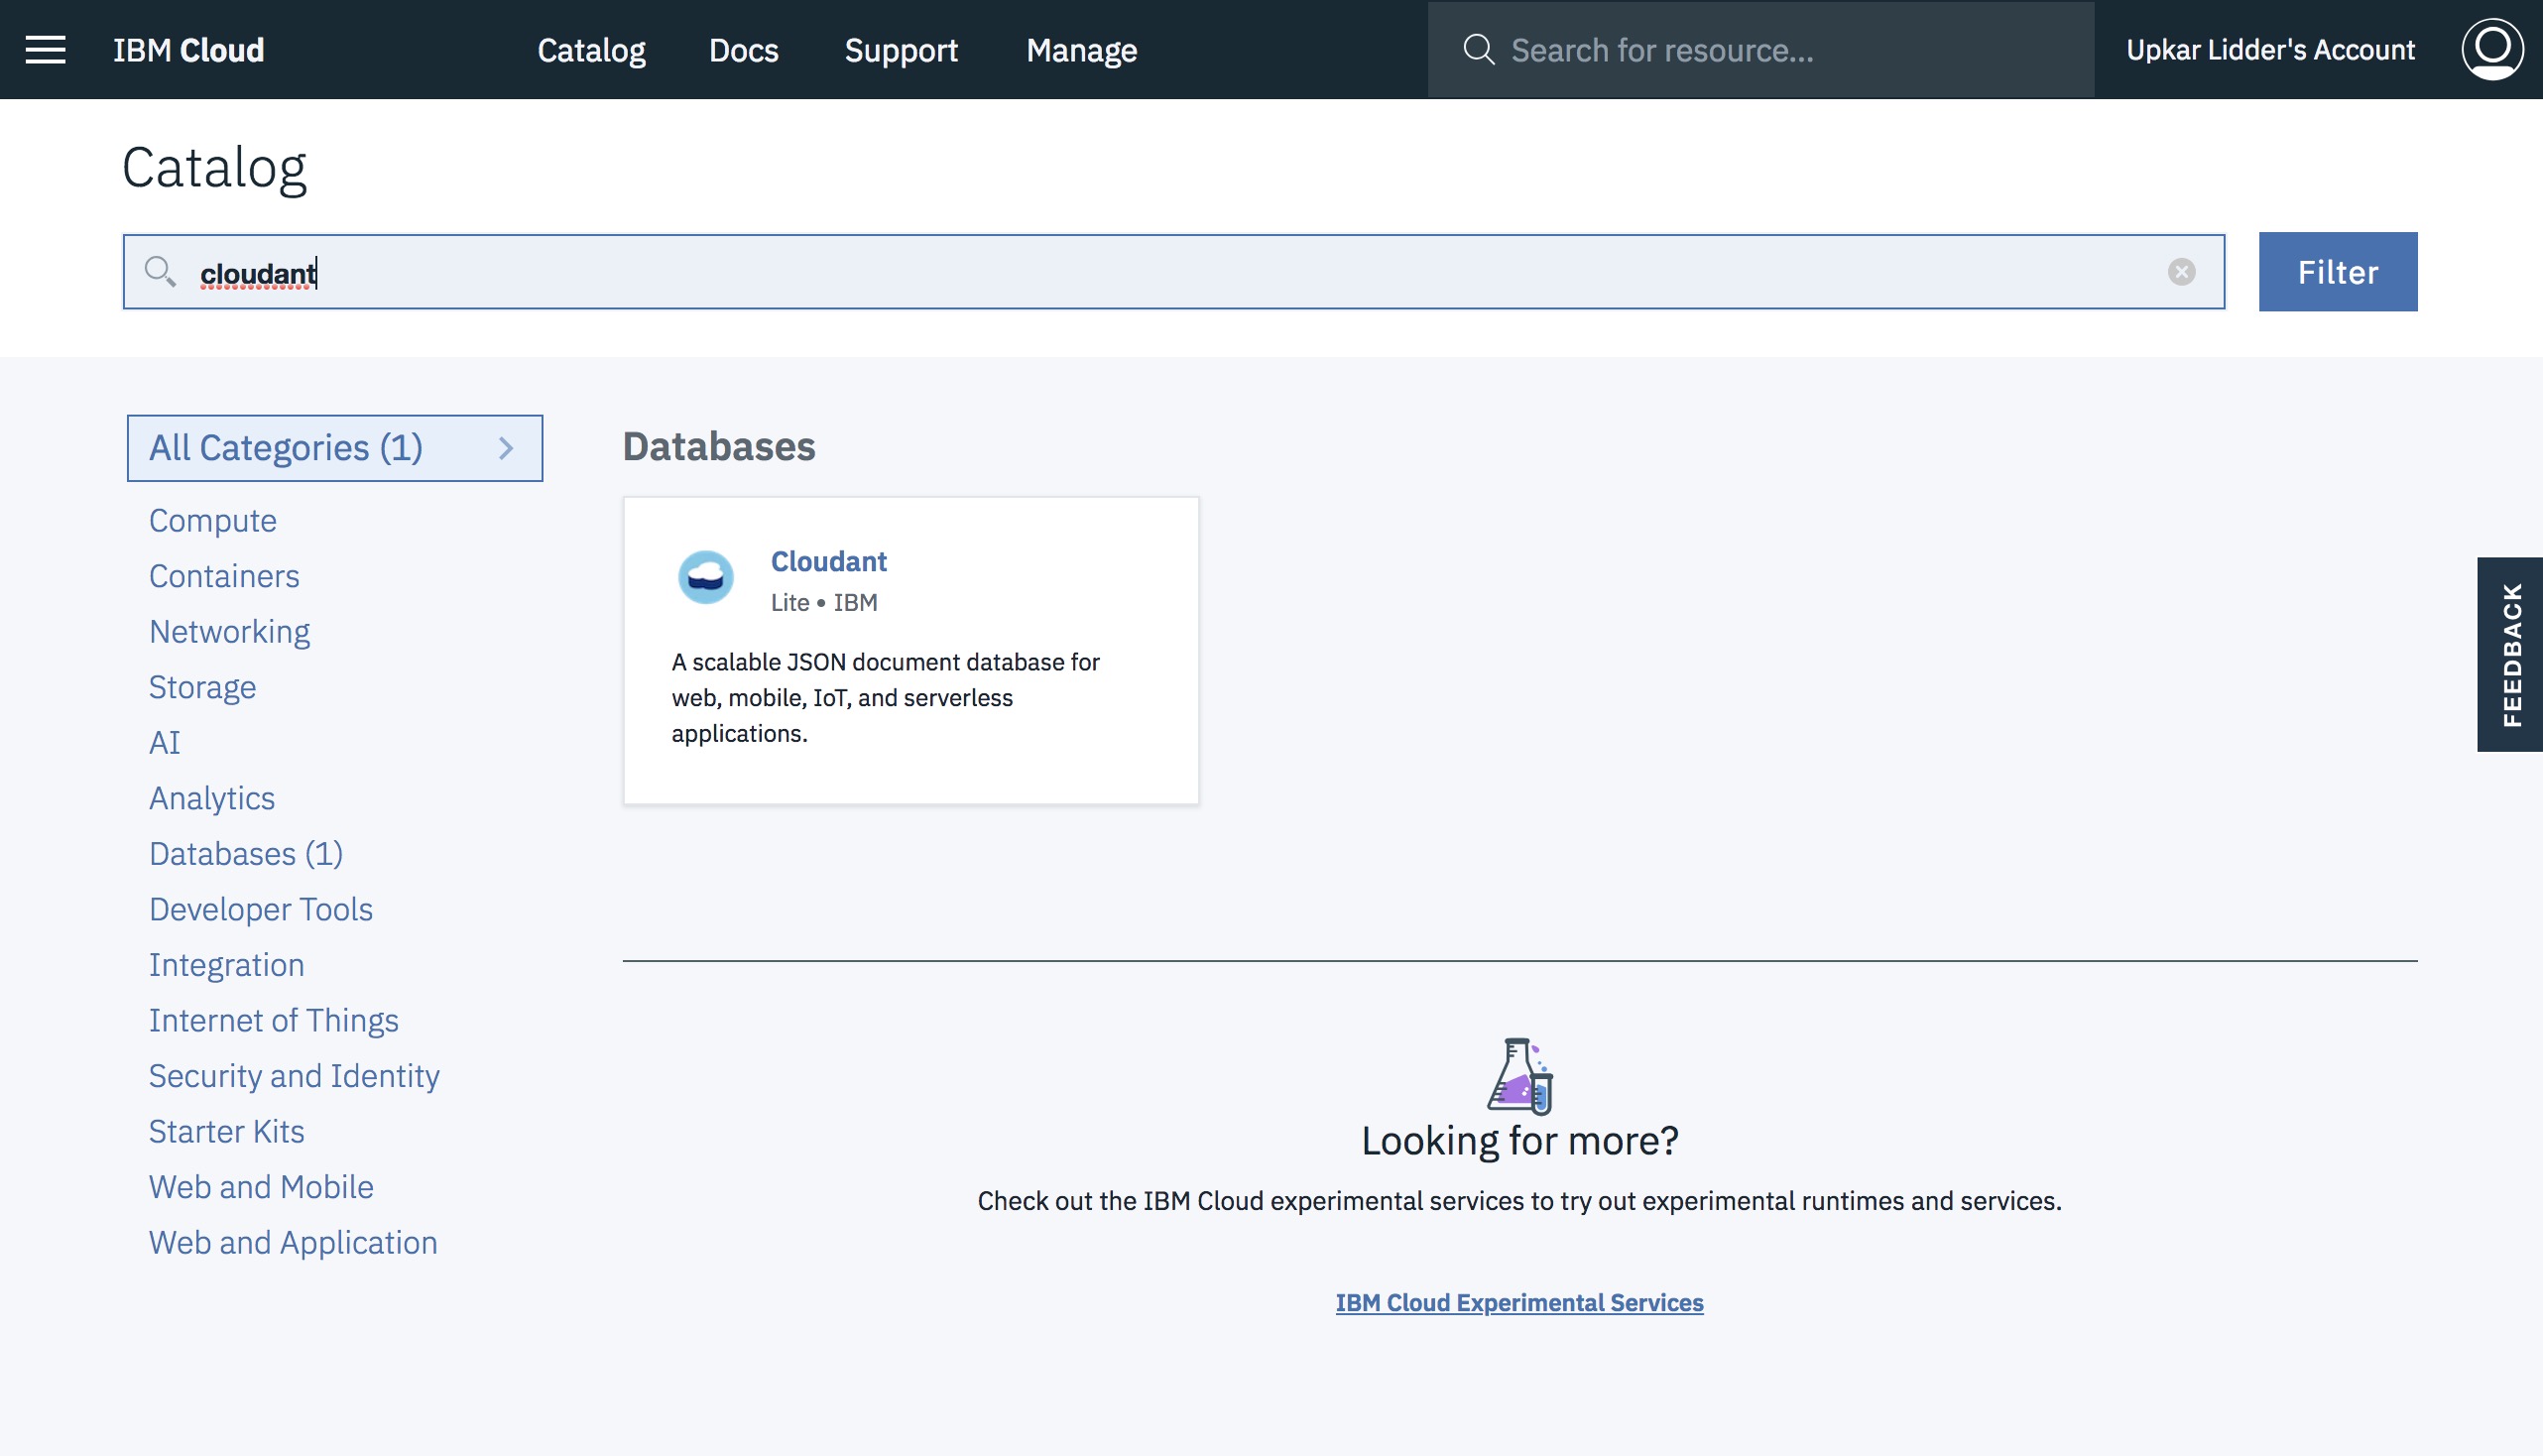 IBM Cloud
Catalog
Docs
Support
Manage
Search for resource...
Upkar Lidder's Account
Catalog
cloudant
Filter
All Categories (1)
Compute
Containers
Networking
Storage
AI
Analytics
Databases (1)
Developer Tools
Integration
Internet of Things
Security and Identity
Starter Kits
Web and Mobile
Web and Application
Databases
Cloudant
Lite • IBM
A scalable JSON document database for
web, mobile, IoT, and serverless
applications.
FEEDBACK
Looking for more?
Check out the IBM Cloud experimental services to try out experimental runtimes and services.
IBM Cloud Experimental Services